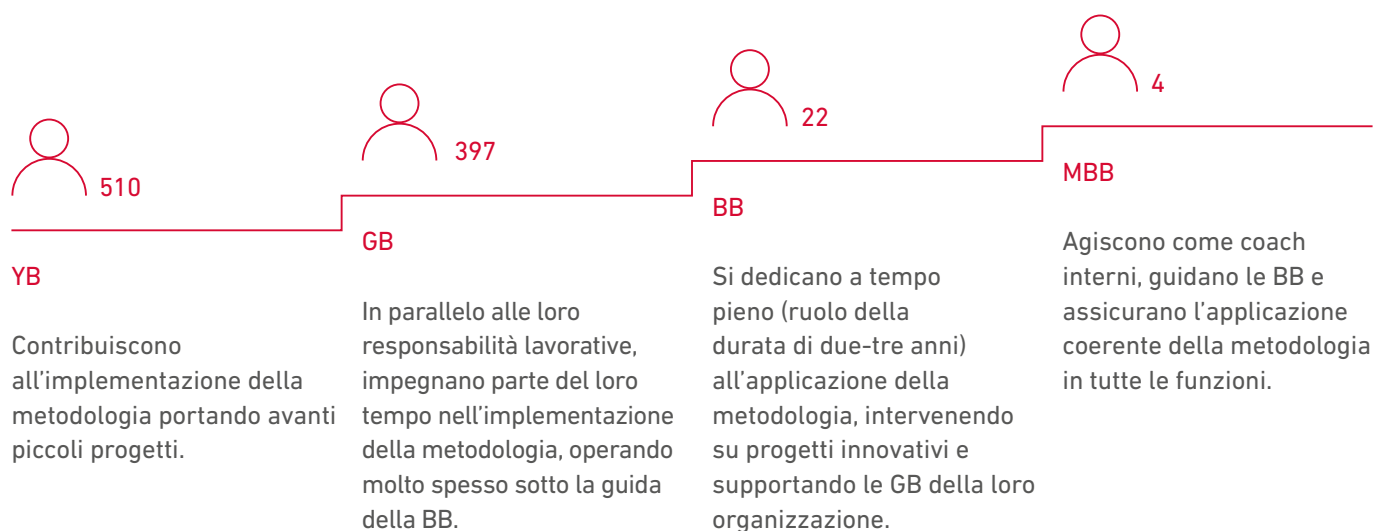 510
YB
Contribuiscono
all’implementazione della
metodologia portando avanti
piccoli progetti.
397
GB
In parallelo alle loro
responsabilità lavorative,
impegnano parte del loro
tempo nell’implementazione
della metodologia, operando
molto spesso sotto la guida
della BB.
22
BB
Si dedicano a tempo
pieno (ruolo della
durata di due-tre anni)
all’applicazione della
metodologia, intervenendo
su progetti innovativi e
supportando le GB della loro
organizzazione.
4
MBB
Agiscono come coach
interni, guidano le BB e
assicurano l’applicazione
coerente della metodologia
in tutte le funzioni.